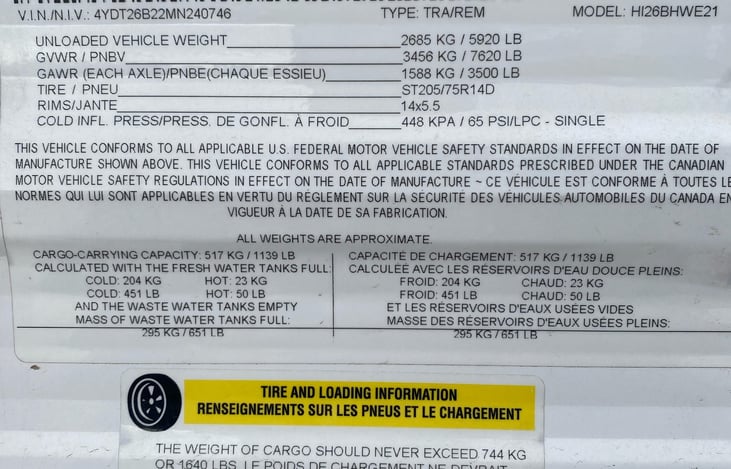 V.I.N./N.I.V.: 4YDT26B22MN240746 TYPE: TRA/REM MODEL: HI26BHWE21
UNLOADED VEHICLE WEIGHT 2685 KG / 5920 LB
GVWR / PNBV 3456 KG / 7620 LB
GAWR (EACH AXLE)/PNBE(CHAQUE ESSIEU) 1588 KG / 3500 LB
TIRE / PNEU ST205/75R14D
RIMS/JANTE 14x5.5
COLD INFL. PRESS/PRESS. DE GONFL. À FROID 448 KPA / 65 PSI/LPC - SINGLE
THIS VEHICLE CONFORMS TO ALL APPLICABLE U.S. FEDERAL MOTOR VEHICLE SAFETY STANDARDS IN EFFECT ON THE DATE OF
MANUFACTURE SHOWN ABOVE. THIS VEHICLE CONFORMS TO ALL APPLICABLE STANDARDS PRESCRIBED UNDER THE CANADIAN
MOTOR VEHICLE SAFETY REGULATIONS IN EFFECT ON THE DATE OF MANUFACTURE ~ CE VÉHICULE EST CONFORME À TOUTES LE
NORMES QUI LUI SONT APPLICABLES EN VERTU DU RÈGLEMENT SUR LA SÉCURITÉ DES VÉHICULES AUTOMOBILES DU CANADA EN
VIGUEUR À LA DATE DE SA FABRICATION.
ALL WEIGHTS ARE APPROXIMATE.
CARGO-CARRYING CAPACITY: 517 KG / 1139 LB
CALCULATED WITH THE FRESH WATER TANKS FULL:
COLD: 204 KG HOT: 23 KG
COLD: 451 LB HOT: 50 LB
AND THE WASTE WATER TANKS EMPTY
MASS OF WASTE WATER TANKS FULL:
295 KG / 651 LB
CAPACITÉ DE CHARGEMENT: 517 KG / 1139 LB
CALCULEÉ AVEC LES RÉSERVOIRS D'EAU DOUCE PLEINS:
FROID: 204 KG CHAUD: 23 KG
FROID: 451 LB CHAUD: 50 LB
ET LES RÉSERVOIRS D'EAUX USÉES VIDES
MASSE DES RÉSERVOIRS D'EAUX USÉES PLEINS:
295 KG / 651 LB
TIRE AND LOADING INFORMATION
RENSEIGNEMENTS SUR LES PNEUS ET LE CHARGEMENT
THE WEIGHT OF CARGO SHOULD NEVER EXCEED 744 KG
OR 1640 LBS. LE POIDS DE CHARGEMENT NE DEVRAIT